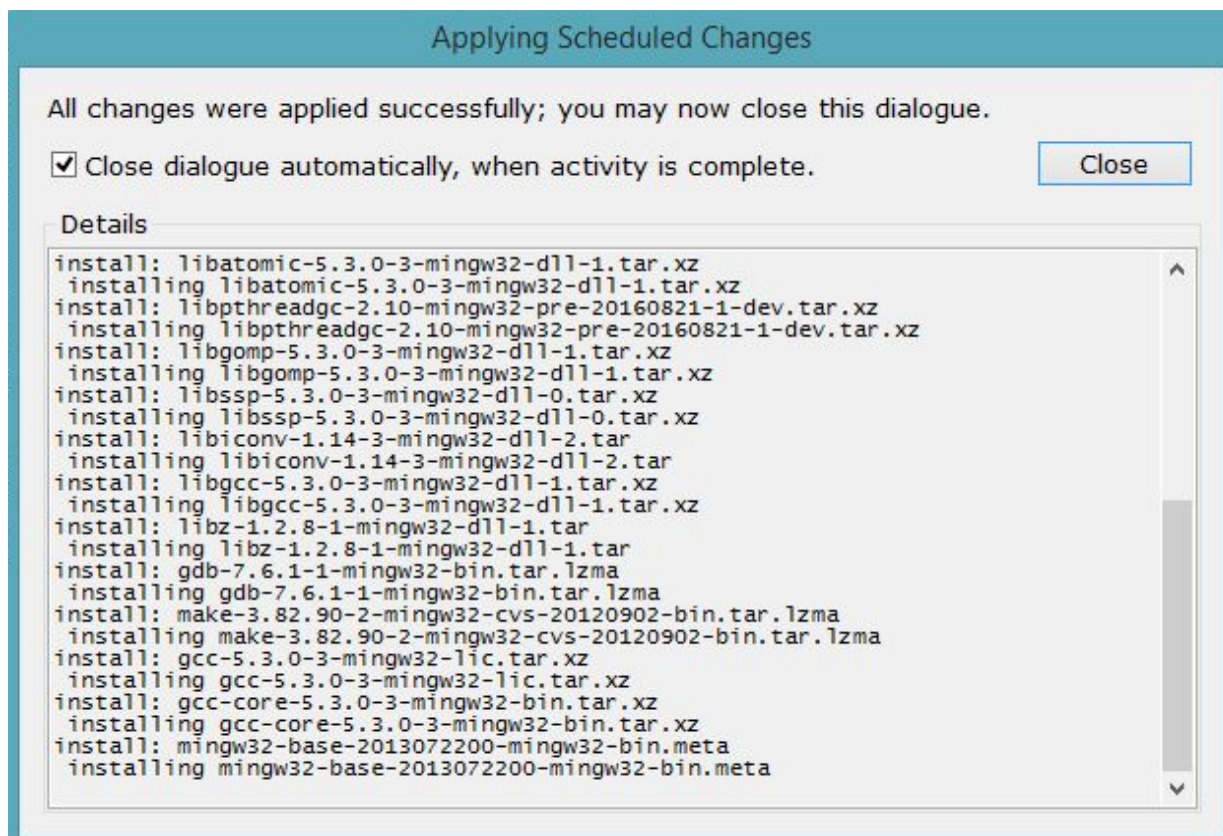 Applying Scheduled Changes
All changes were applied successfully; you may now close this dialogue.
Close dialogue automatically, when activity is complete.
Close
Details
install: libatomic-5.3.0-3-mingw32-dll-1.tar.xz
installing libatomic-5.3.0-3-mingw32-dll-1.tar.xz
install: libpthreadgc-2.10-mingw32-pre-20160821-1-dev.tar.xz
installing libpthreadgc-2.10-mingw32-pre-20160821-1-dev.tar.xz
install: libgomp-5.3.0-3-mingw32-dll-1.tar.xz
installing libgomp-5.3.0-3-mingw32-dll-1.tar.xz
install: libssp-5.3.0-3-mingw32-dll-0.tar.xz
installing libssp-5.3.0-3-mingw32-dll-0.tar.xz
install: libiconv-1.14-3-mingw32-dll-2.tar
installing libiconv-1.14-3-mingw32-dll-2.tar
install: libgcc-5.3.0-3-mingw32-dll-1.tar.xz
installing libgcc-5.3.0-3-mingw32-dll-1.tar.xz
install: libz-1.2.8-1-mingw32-dll-1.tar
installing libz-1.2.8-1-mingw32-dll-1.tar
install: gdb-7.6.1-1-mingw32-bin.tar.lzma
installing gdb-7.6.1-1-mingw32-bin.tar.lzma
install: make-3.82.90-2-mingw32-cvs-20120902-bin.tar.lzma
installing make-3.82.90-2-mingw32-cvs-20120902-bin.tar.lzma
install: gcc-5.3.0-3-mingw32-lic.tar.xz
installing gcc-5.3.0-3-mingw32-lic.tar.xz
install: gcc-core-5.3.0-3-mingw32-bin.tar.xz
installing gcc-core-5.3.0-3-mingw32-bin.tar.xz
install: mingw32-base-2013072200-mingw32-bin.meta
installing mingw32-base-2013072200-mingw32-bin.meta